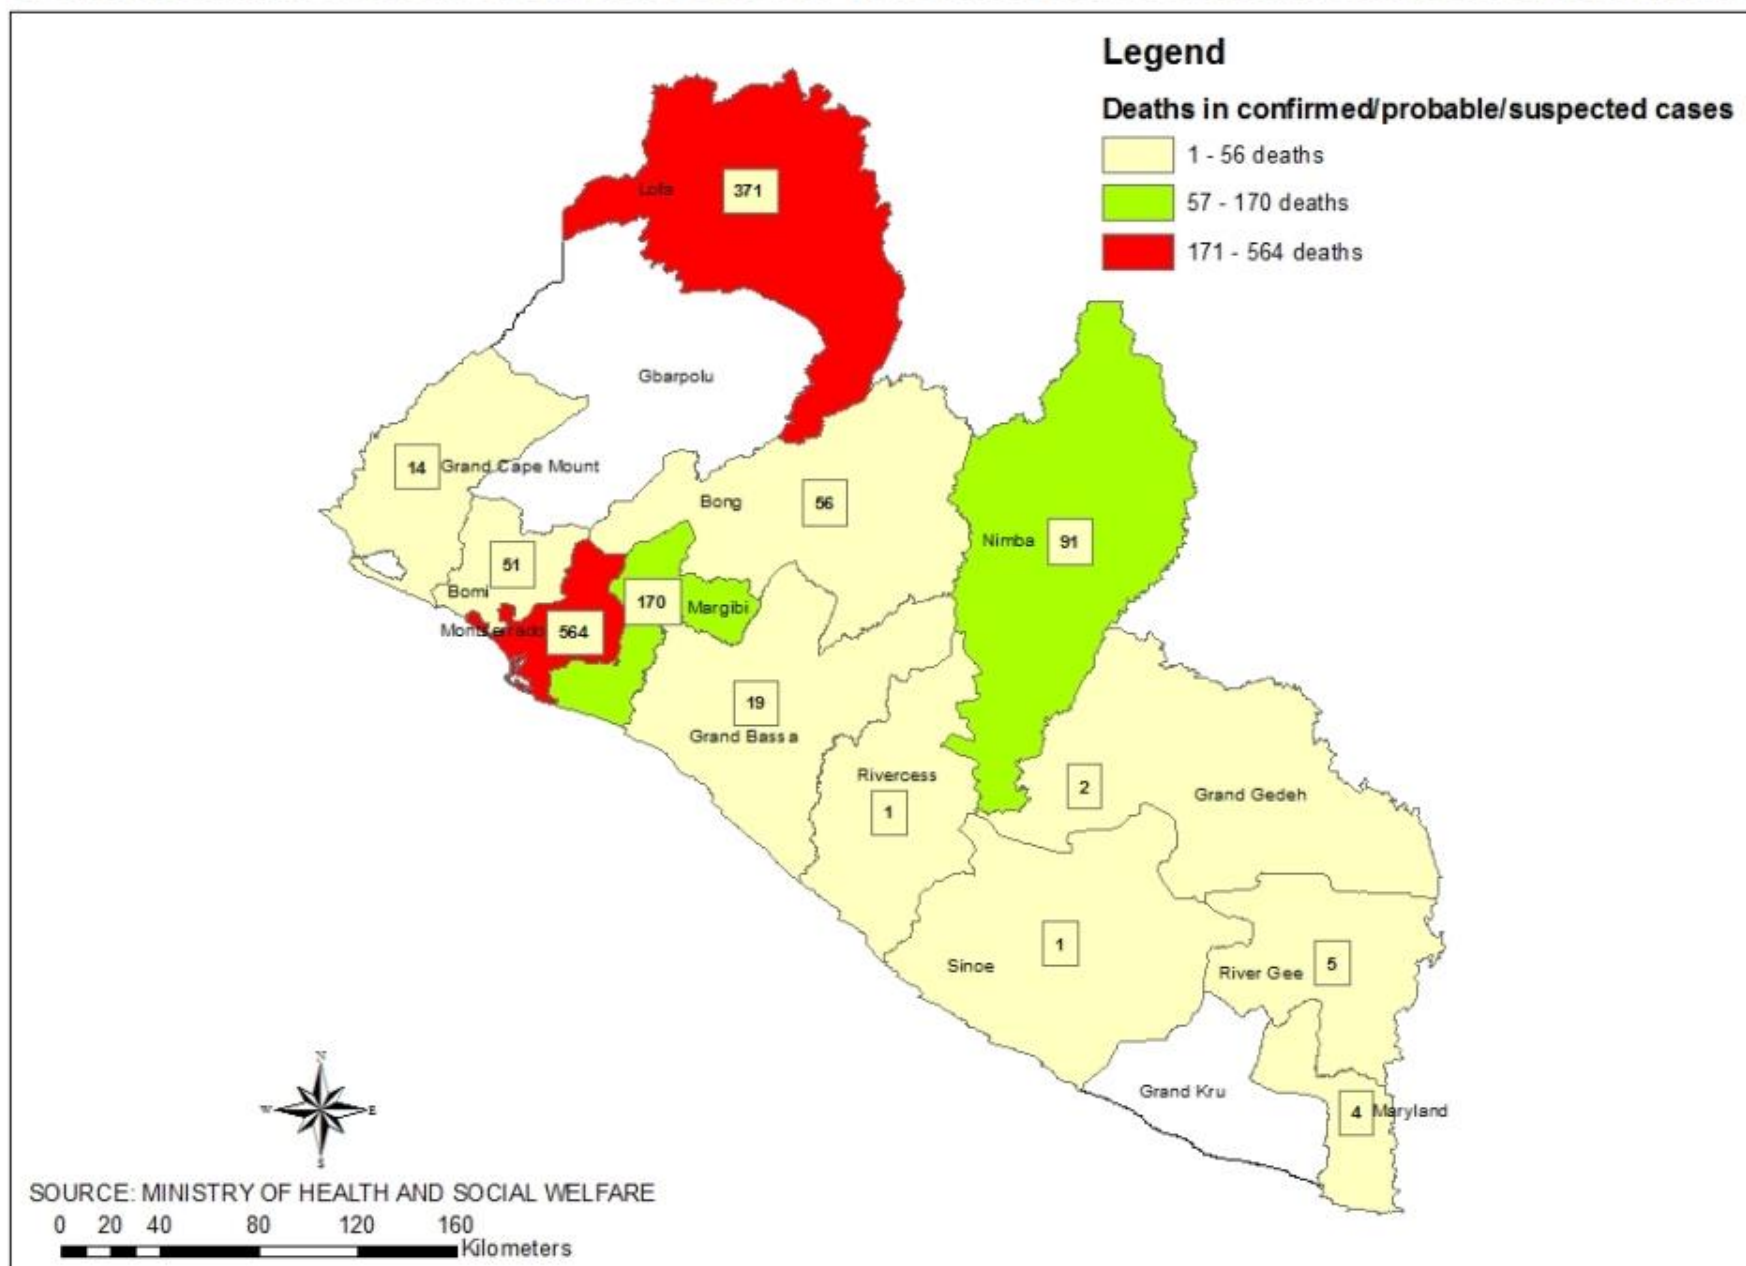 Legend
Deaths in confirmed/probable/suspected cases
1 - 56 deaths
57 - 170 deaths
171 - 564 deaths
Lofa
371
Gbarpolu
14
Grand Cape Mount
Bong
56
Nimba
91
51
Bomi
170
Margibi
Montserrado
564
19
Grand Bassa
Rivercess
1
2
Grand Gedeh
Sinoe
1
River Gee
5
Grand Kru
4
Maryland
N
W
E
S
SOURCE: MINISTRY OF HEALTH AND SOCIAL WELFARE
0 20 40 80 120 160
Kilometers